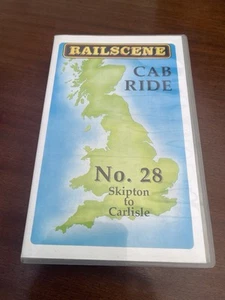 RAILSCENE
CAB
RIDE
No. 28
Skipton
to
Carlisle